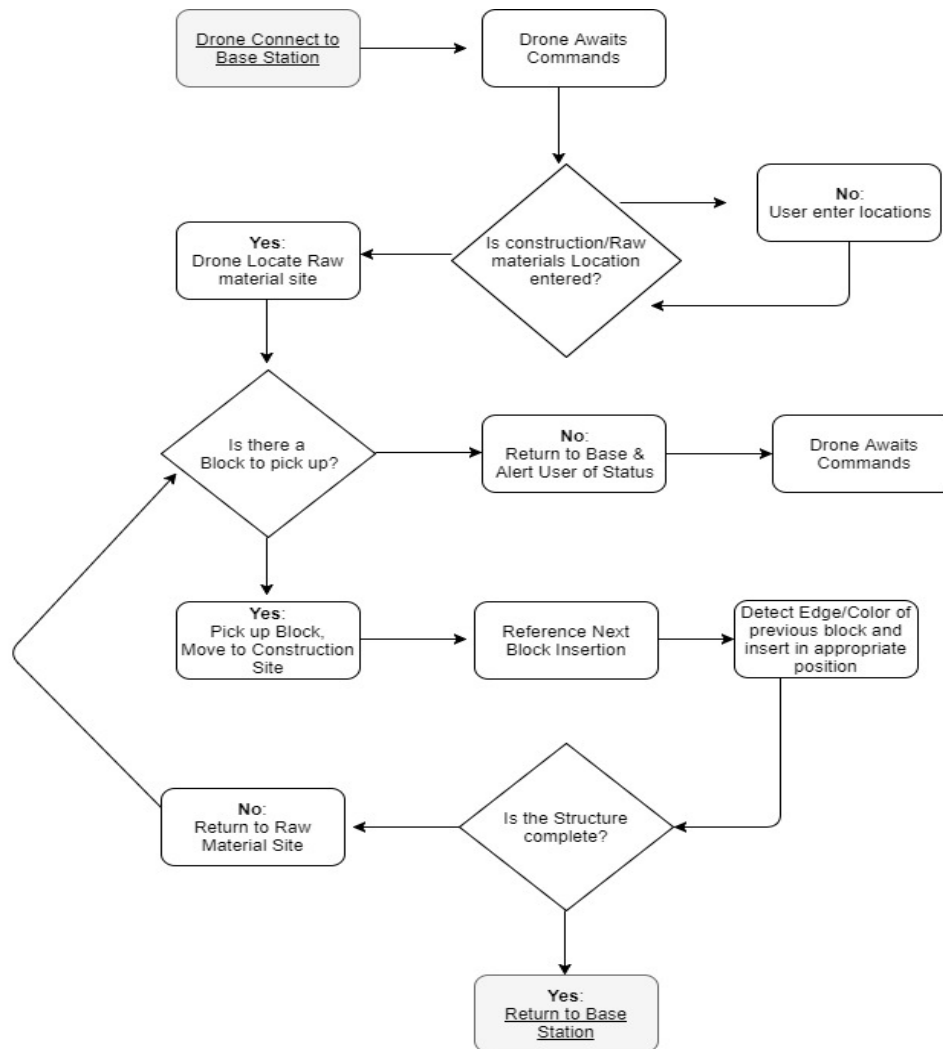 Drone Connect to
Base Station
Drone Awaits
Commands
No:
User enter locations
Is construction/Raw
materials Location
entered?
Yes:
Drone Locate Raw
material site
Is there a
Block to pick up?
No:
Return to Base &
Alert User of Status
Drone Awaits
Commands
Yes:
Pick up Block,
Move to Construction
Site
Reference Next
Block Insertion
Detect Edge/Color of
previous block and
insert in appropriate
position
Is the Structure
complete?
No:
Return to Raw
Material Site
Yes:
Return to Base
Station